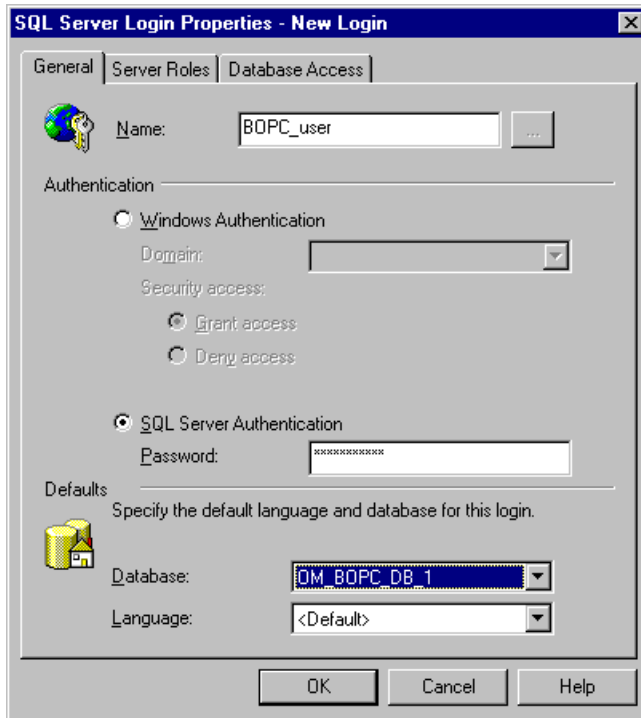 SQL Server Login Properties - New Login
General Server Roles Database Access
Name: BOPC_user ...
Authentication
Windows Authentication
Domain:
Security access:
Grant access
Deny access
SQL Server Authentication
Password: ***********
Defaults
Specify the default language and database for this login.
Database: OM_BOPC_DB_1
Language: <Default>
OK Cancel Help